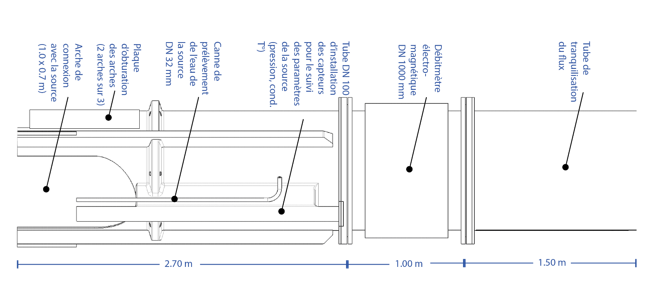 Arche de
connexion
avec la source
(1.0 x 0.7 m)
Plaque
d'obturation
des arches
(2 arches sur 3)
Canne de
prélèvement
de l'eau de
la source
DN 32 mm
Tube DN 100
d'installation
des capteurs
pour le suivi
des paramètres
de la source
(pression, cond.
T°)
Débimètre
électro-
magnétique
DN 1000 mm
Tube de
tranquilisation
du flux
2.70 m
1.00 m
1.50 m